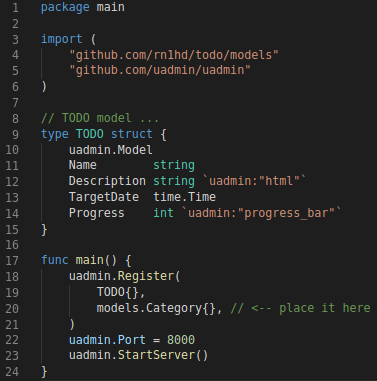 1 package main
2
3 import (
4     "github.com/rn1hd/todo/models"
5     "github.com/uadmin/uadmin"
6 )
7
8 // TODO model ...
9 type TODO struct {
10     uadmin.Model
11     Name        string
12     Description string `uadmin:"html"`
13     TargetDate  time.Time
14     Progress    int `uadmin:"progress_bar"`
15 }
16
17 func main() {
18     uadmin.Register(
19         TODO{},
20         models.Category{}, // <-- place it here
21     )
22     uadmin.Port = 8000
23     uadmin.StartServer()
24 }